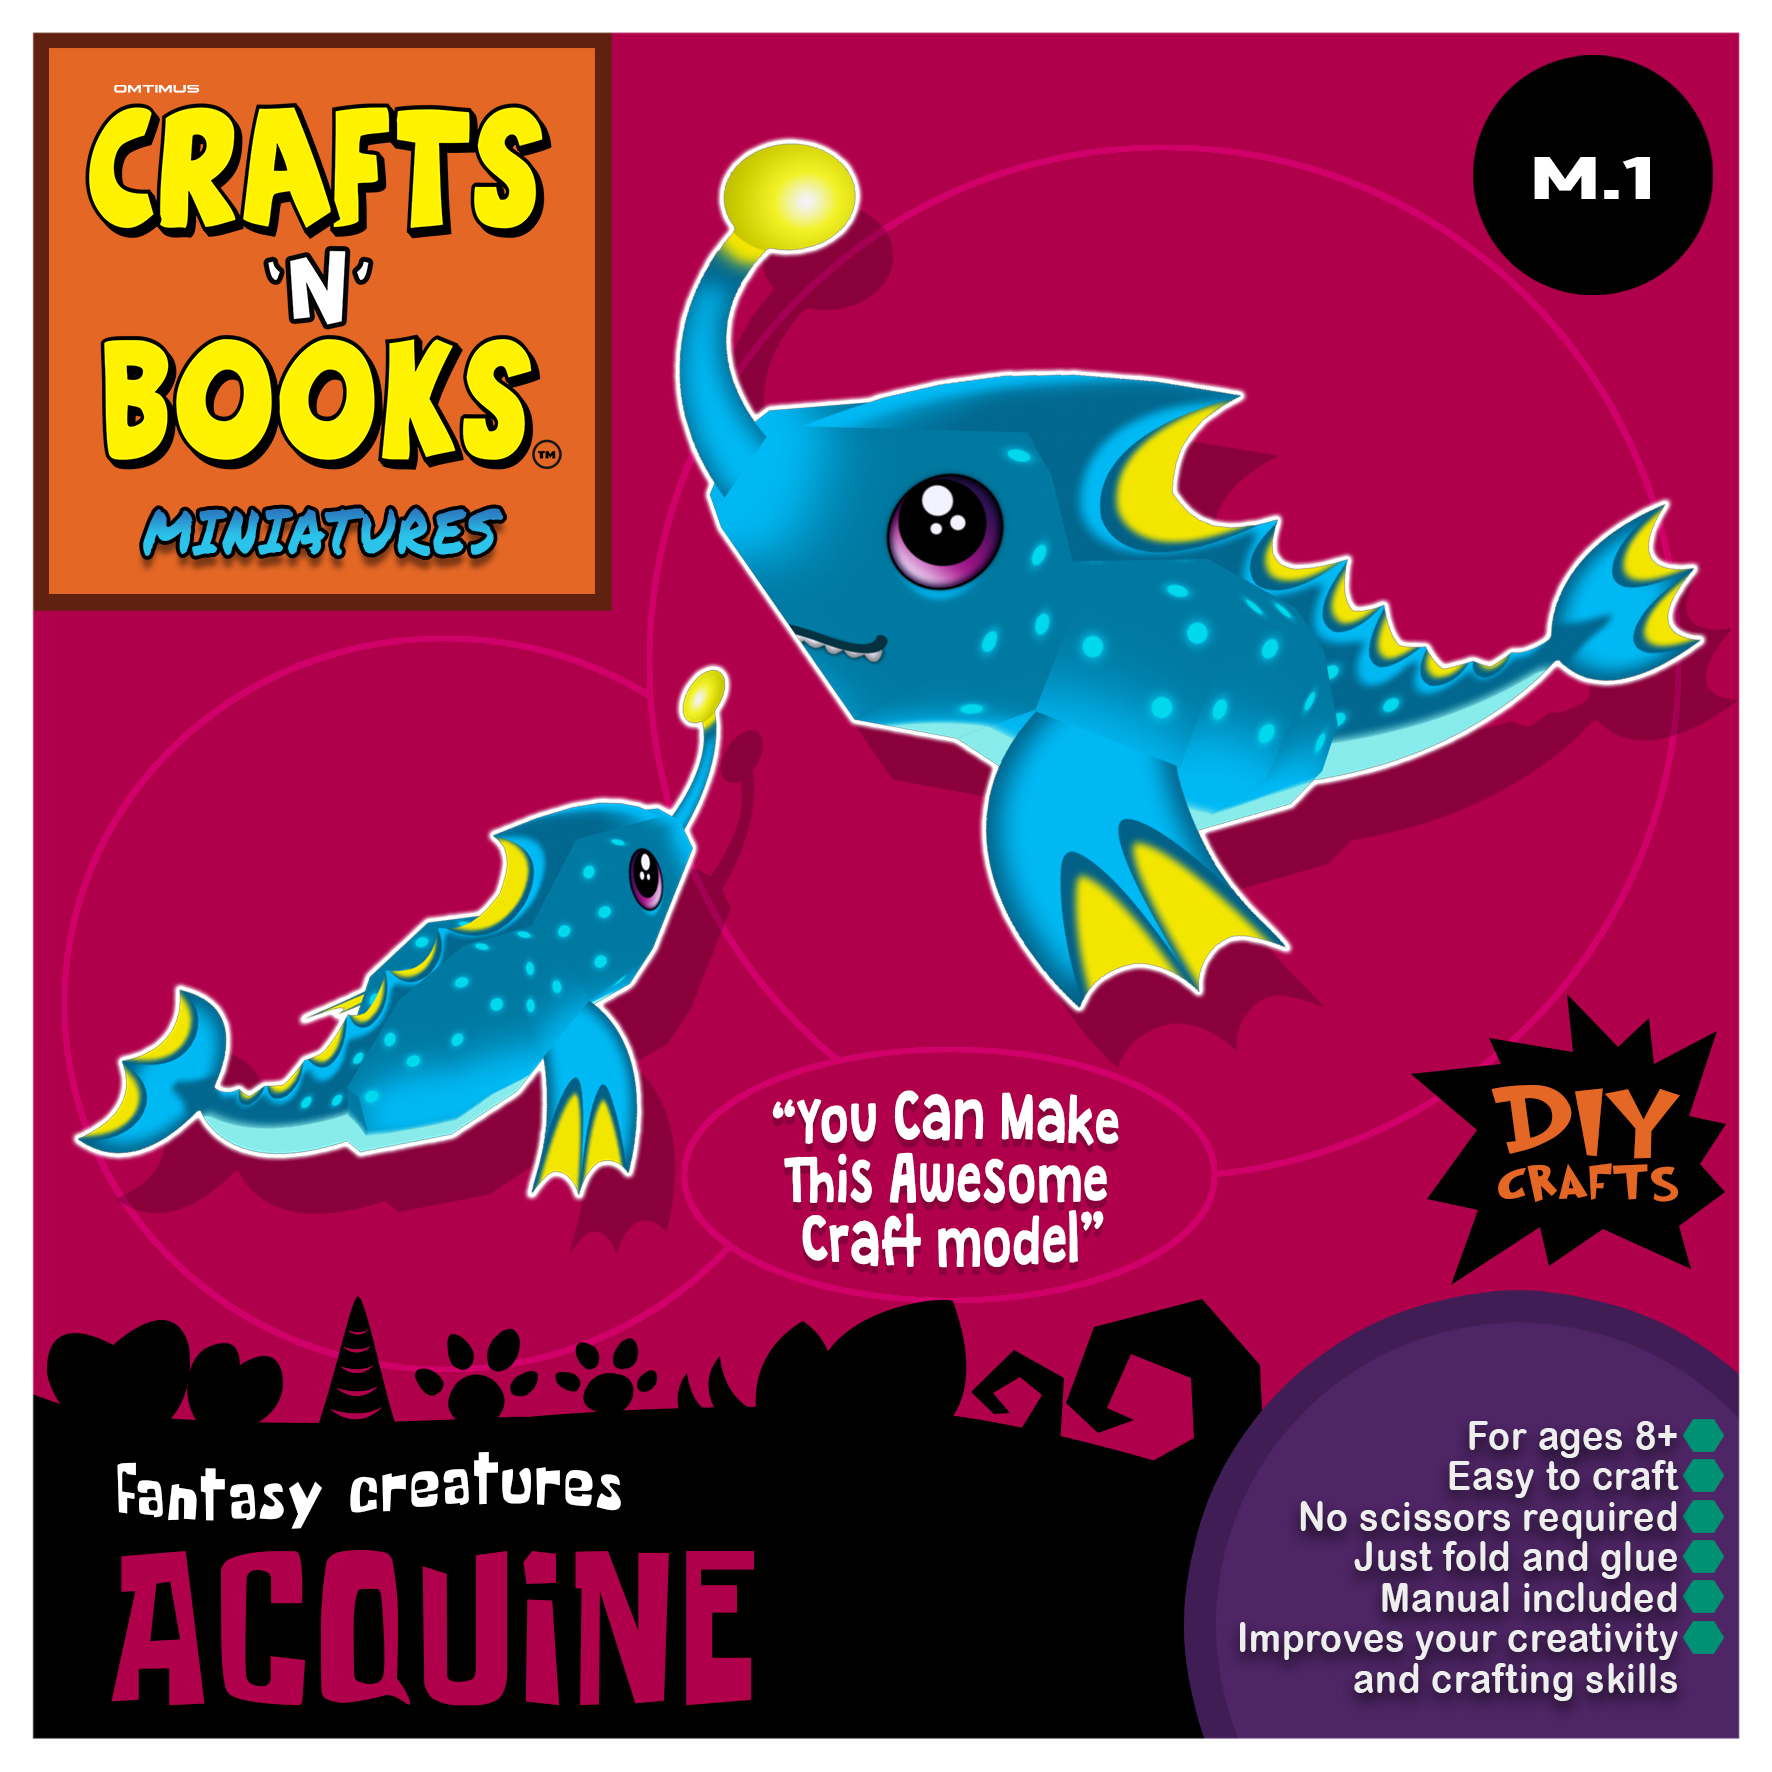 OMTIMUS
CRAFTS
'N'
BOOKS
TM
MINIATURES
M.1
"You Can Make
This Awesome
Craft model"
DIY
CRAFTS
Fantasy creatures
ACQUiNE
For ages 8+
Easy to craft
No scissors required
Just fold and glue
Manual included
Improves your creativity
and crafting skills